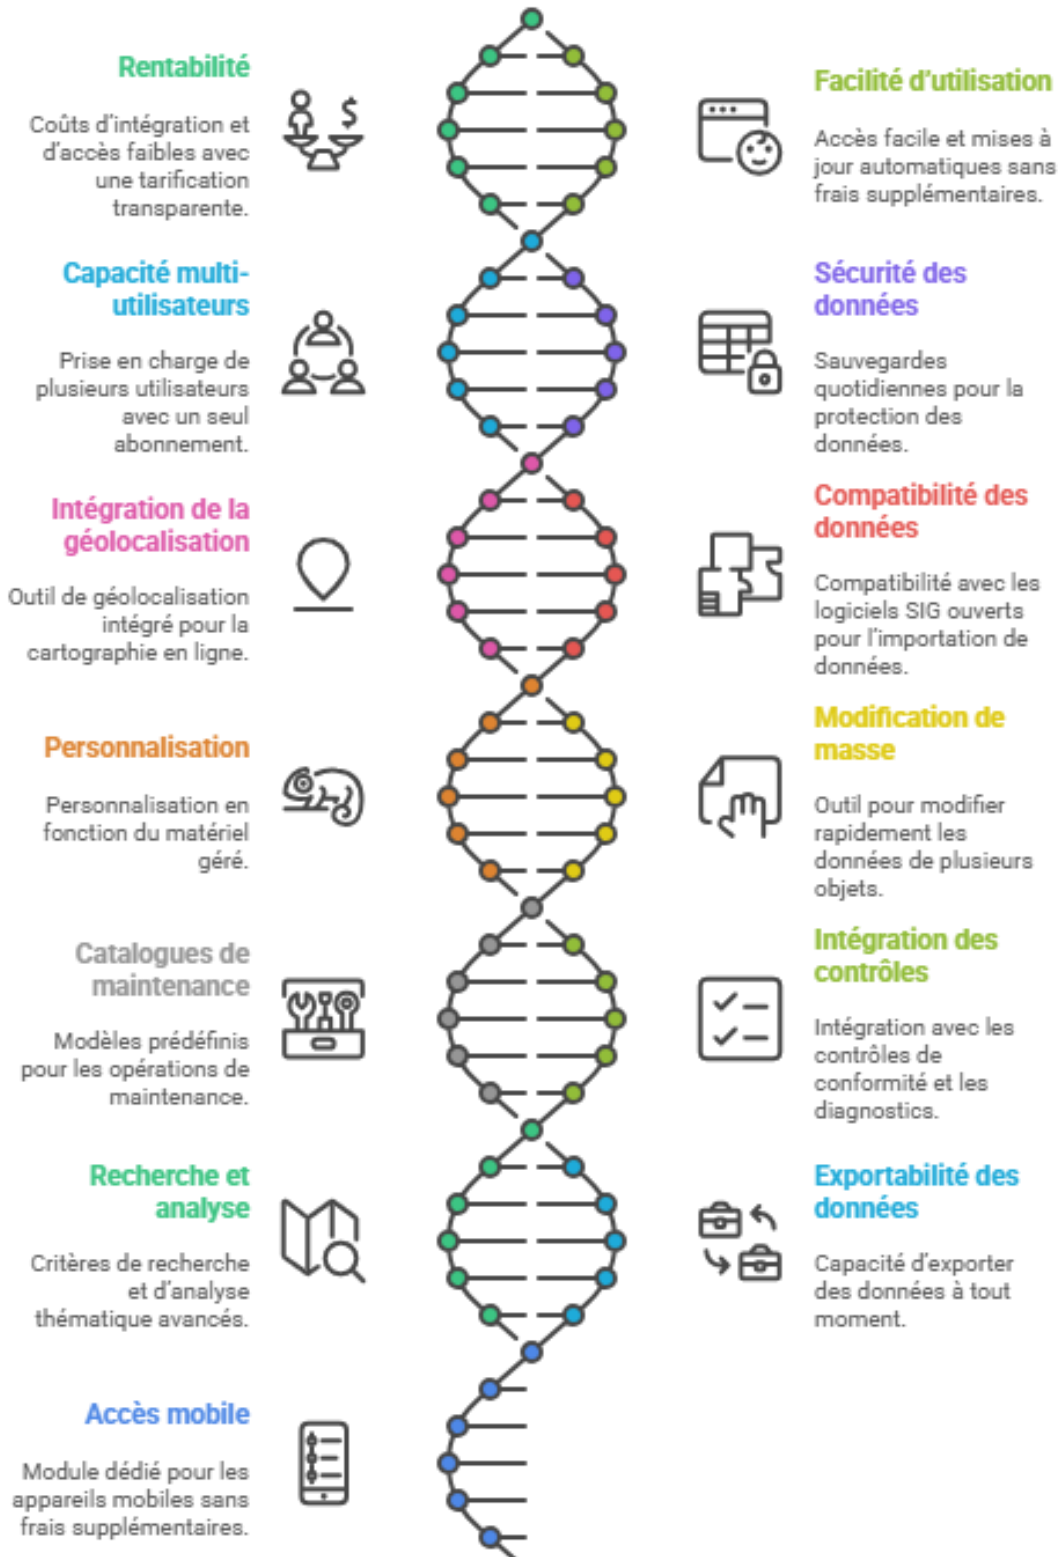 Rentabilité
Coûts d'intégration et
d'accès faibles avec
une tarification
transparente.
$
Facilité d'utilisation
Accès facile et mises à
jour automatiques sans
frais supplémentaires.
Capacité multi-
utilisateurs
Prise en charge de
plusieurs utilisateurs
avec un seul
abonnement.
Sécurité des
données
Sauvegardes
quotidiennes pour la
protection des
données.
Intégration de la
géolocalisation
Outil de géolocalisation
intégré pour la
cartographie en ligne.
Compatibilité des
données
Compatibilité avec les
logiciels SIG ouverts
pour l'importation de
données.
Personnalisation
Personnalisation en
fonction du matériel
géré.
Modification de
masse
Outil pour modifier
rapidement les
données de plusieurs
objets.
Catalogues de
maintenance
Modèles prédéfinis
pour les opérations de
maintenance.
Intégration des
contrôles
Intégration avec les
contrôles de
conformité et les
diagnostics.
Recherche et
analyse
Critères de recherche
et d'analyse
thématique avancés.
Exportabilité des
données
Capacité d'exporter
des données à tout
moment.
Accès mobile
Module dédié pour les
appareils mobiles sans
frais supplémentaires.